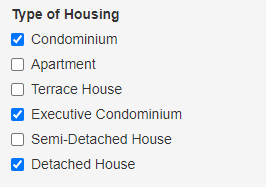 Type of Housing
Condominium
Apartment
Terrace House
Executive Condominium
Semi-Detached House
Detached House